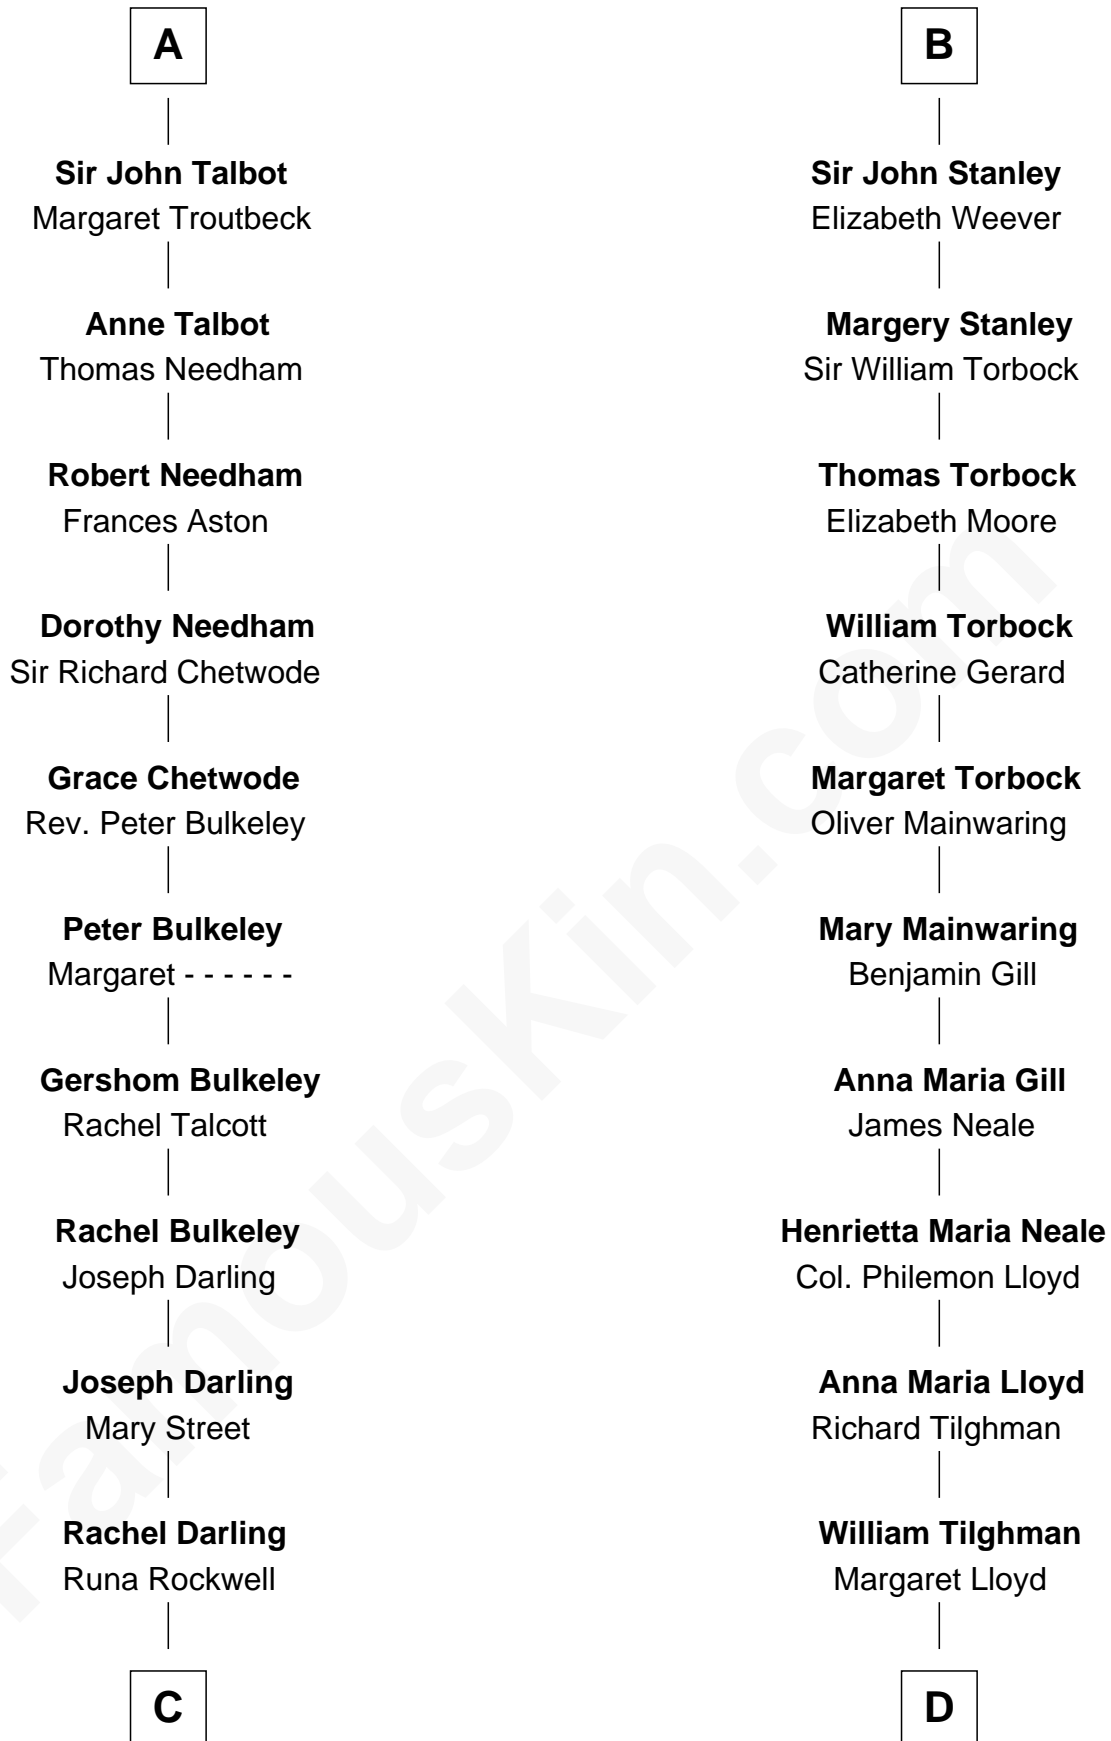 A
Sir John Talbot
Margaret Troutbeck
Anne Talbot
Thomas Needham
Robert Needham
Frances Aston
Dorothy Needham
Sir Richard Chetwode
Grace Chetwode
Rev. Peter Bulkeley
Peter Bulkeley
Margaret - - - - - -
Gershom Bulkeley
Rachel Talcott
Rachel Bulkeley
Joseph Darling
Joseph Darling
Mary Street
Rachel Darling
Runa Rockwell
C
B
Sir John Stanley
Elizabeth Weever
Margery Stanley
Sir William Torbock
Thomas Torbock
Elizabeth Moore
William Torbock
Catherine Gerard
Margaret Torbock
Oliver Mainwaring
Mary Mainwaring
Benjamin Gill
Anna Maria Gill
James Neale
Henrietta Maria Neale
Col. Philemon Lloyd
Anna Maria Lloyd
Richard Tilghman
William Tilghman
Margaret Lloyd
D
FamousKin.com